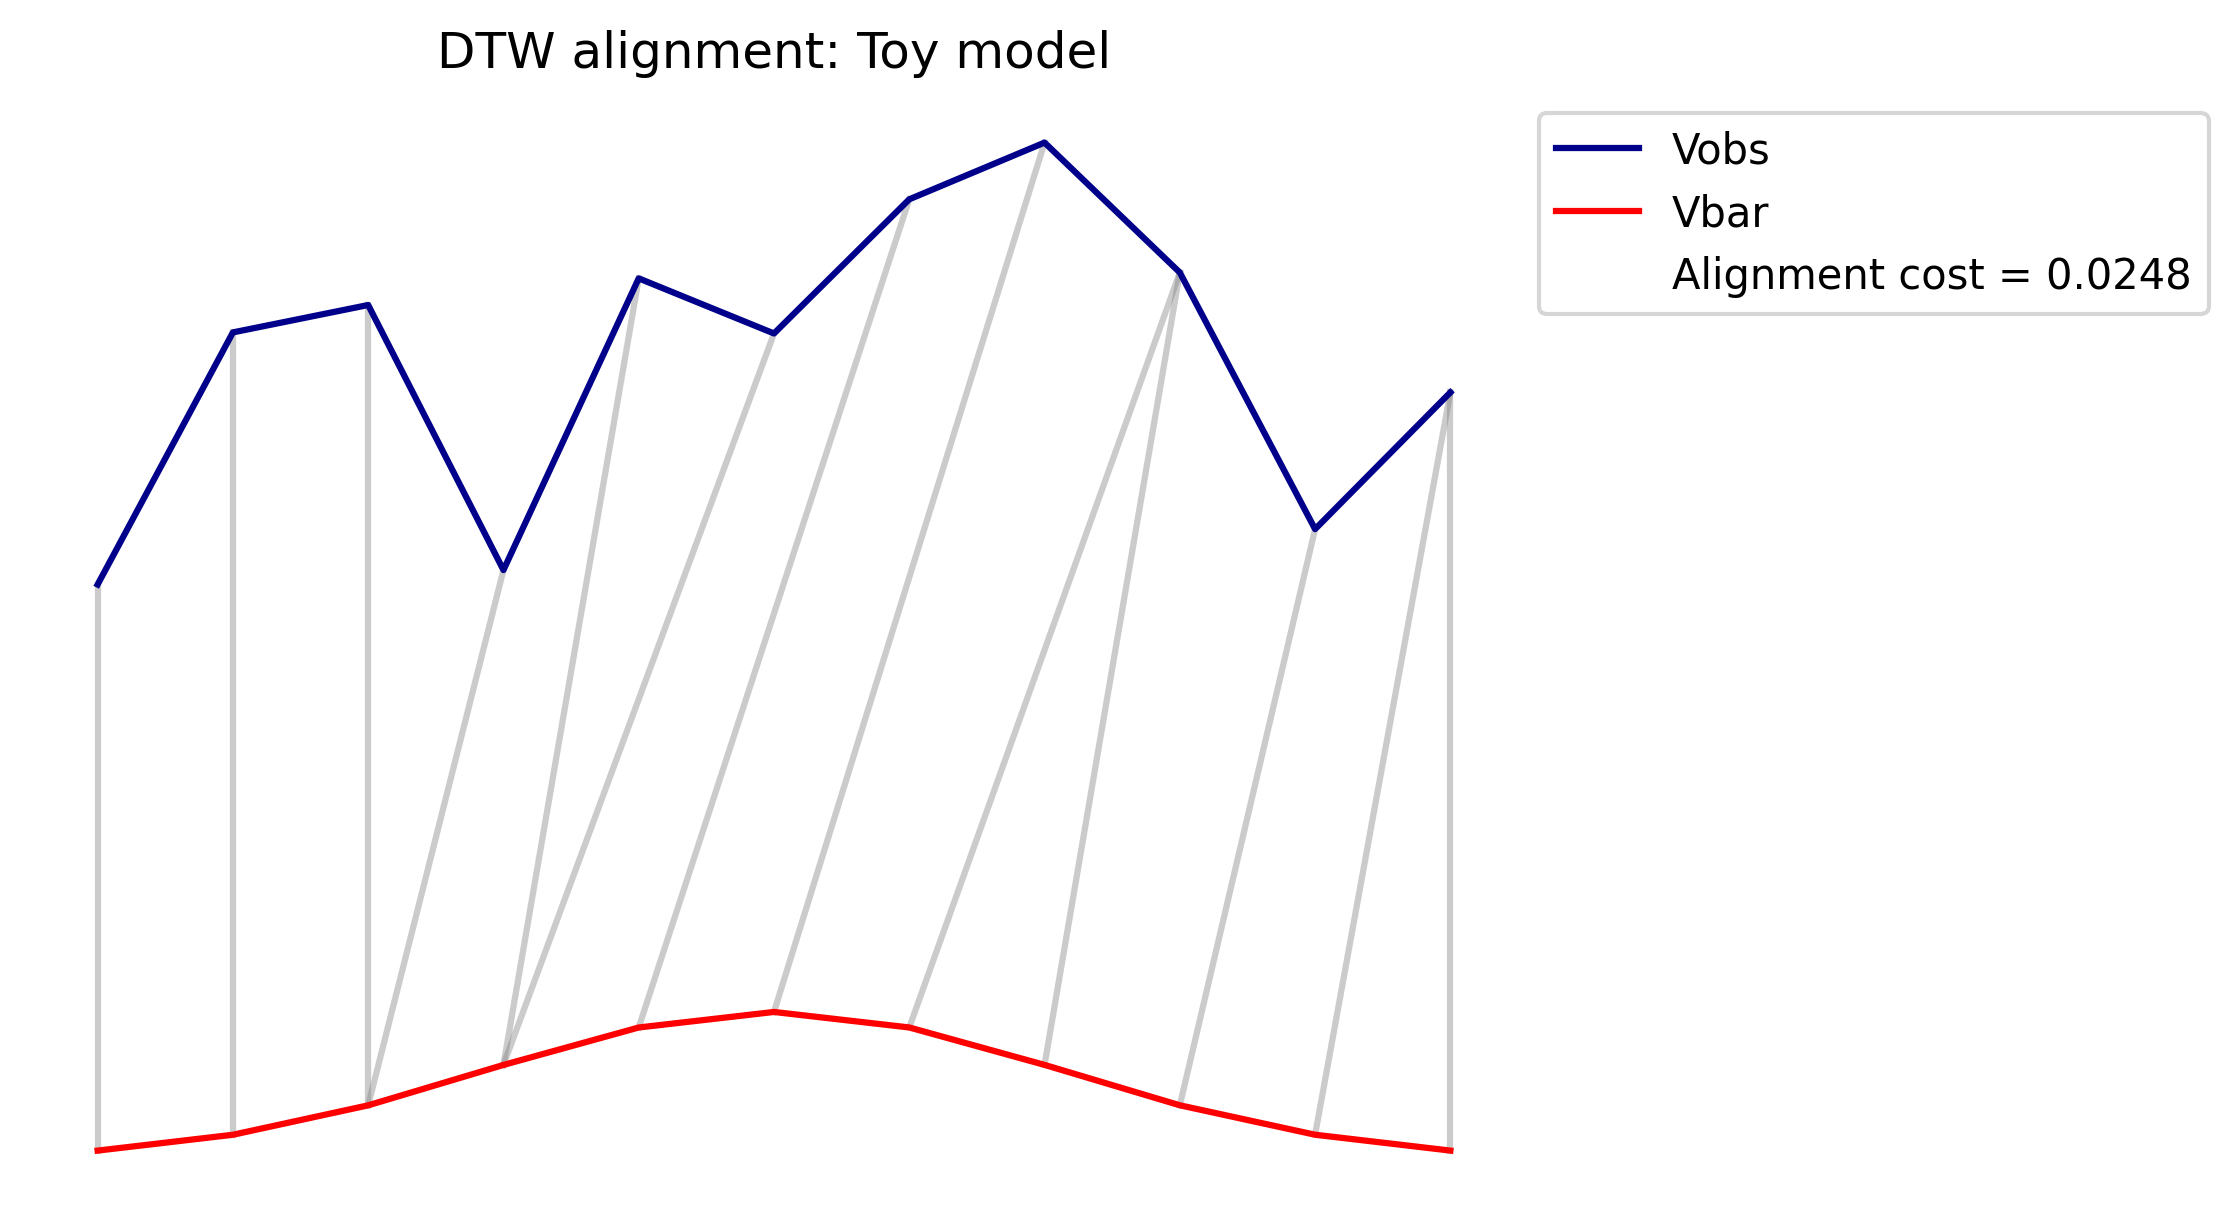 DTW alignment: Toy model
Vobs
Vbar
Alignment cost = 0.0248